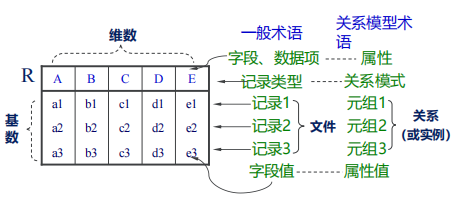 维数
一般术语
关系模型术语
字段、数据项
属性
R
A B C D E
记录类型
关系模式
基数
a1 b1 c1 d1 e1
记录1
元组1
a2 b2 c2 d2 e2
记录2
文件
元组2
关系
(或实例)
a3 b3 c3 d3 e3
记录3
元组3
字段值
属性值